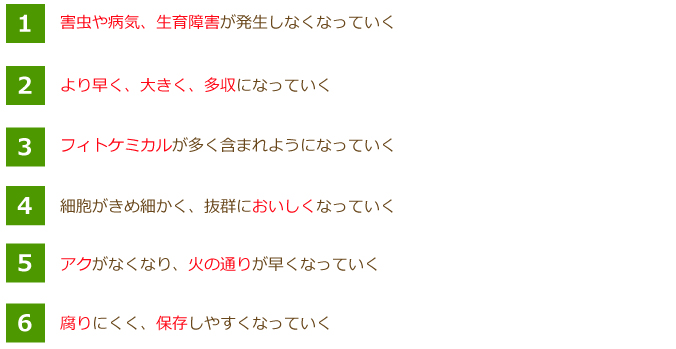 1 害虫や病気、生育障害が発生しなくなっていく
2 より早く、大きく、多収になっていく
3 フィトケミカルが多く含まれようになっていく
4 細胞がきめ細かく、抜群においしくなっていく
5 アクがなくなり、火の通りが早くなっていく
6 腐りにくく、保存しやすくなっていく